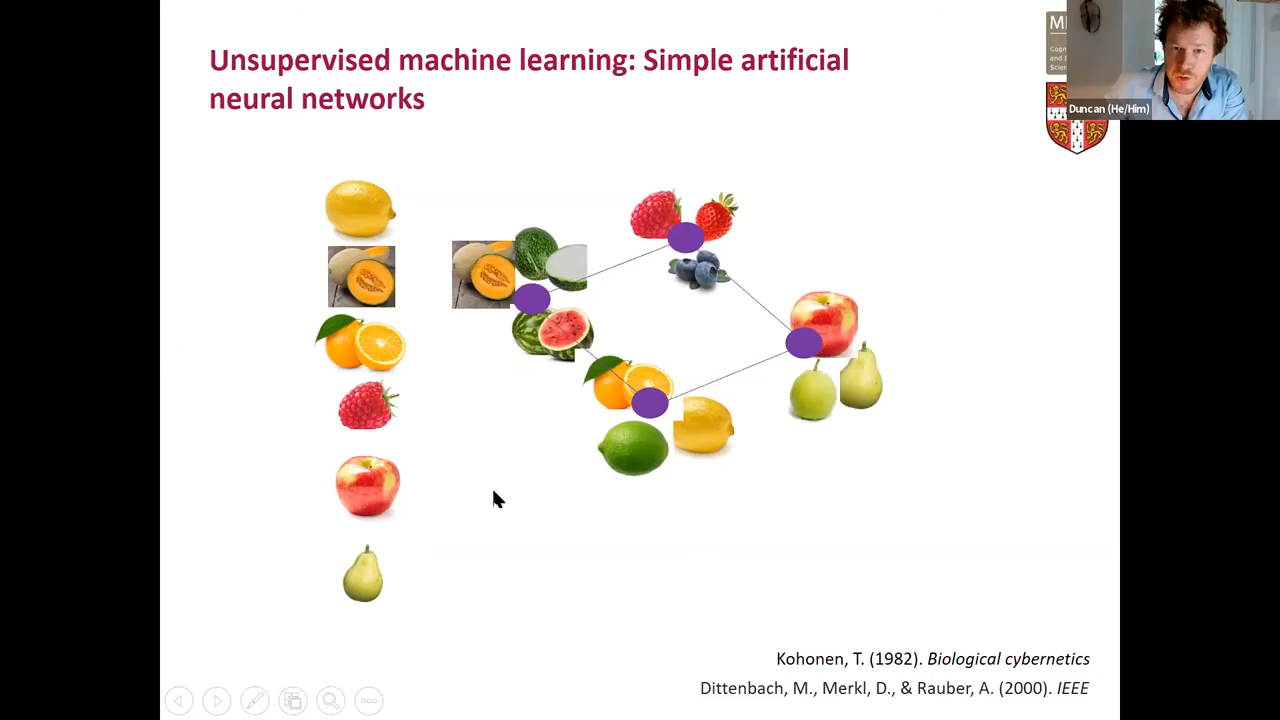 Unsupervised machine learning: Simple artificial
neural networks
Duncan (He/Him)
Kohonen, T. (1982). Biological cybernetics
Dittenbach, M., Merkl, D., & Rauber, A. (2000). IEEE